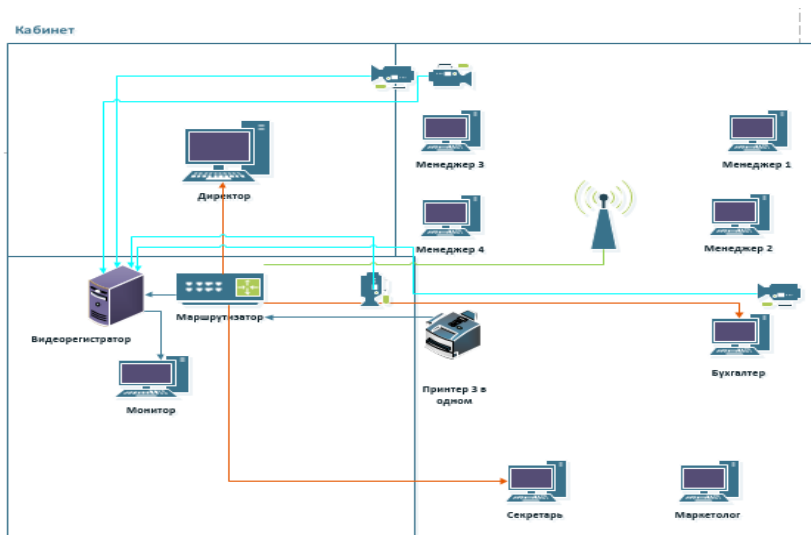 Кабинет
Менеджер 3
Менеджер 1
Директор
Менеджер 4
Менеджер 2
Маршрутизатор
Видеорегистратор
Бухгалтер
Принтер 3 в
одном
Монитор
Секретарь
Маркетолог